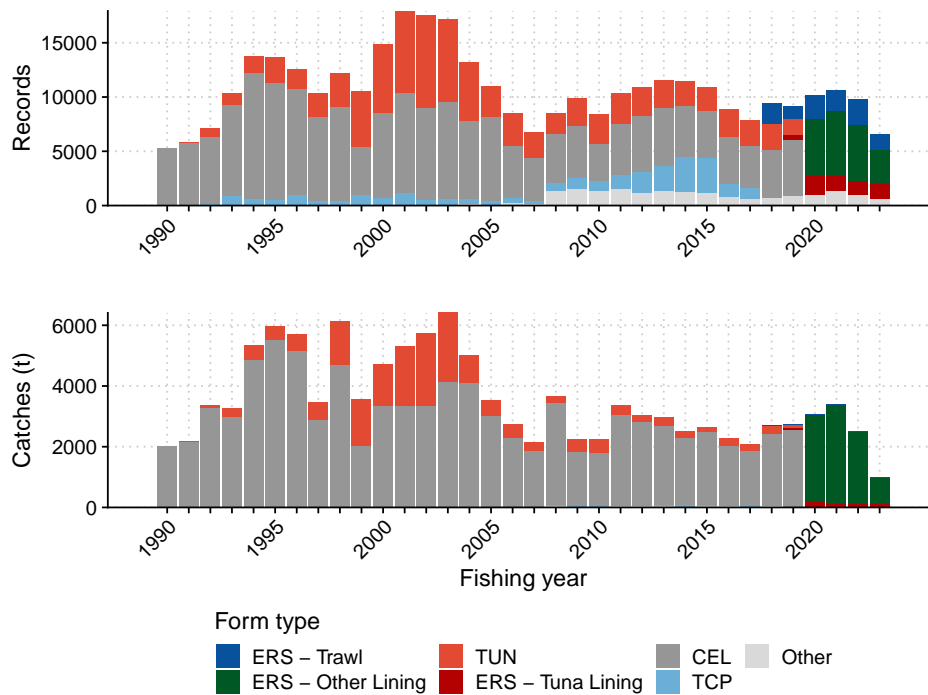 Records
15000
10000
5000
0
1990
1995
2000
2005
2010
2015
2020
Catches (t)
6000
4000
2000
0
1990
1995
2000
2005
2010
2015
2020
Fishing year
Form type
ERS − Trawl
TUN
CEL
Other
ERS − Other Lining
ERS − Tuna Lining
TCP